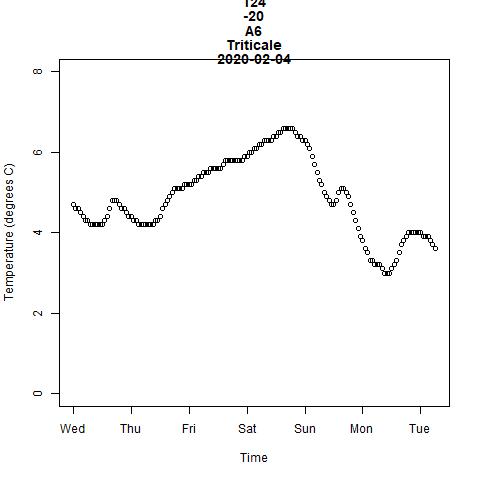 124
-20
A6
Triticale
2020-02-04
Temperature (degrees C)
8
6
4
2
0
Wed Thu Fri Sat Sun Mon Tue
Time